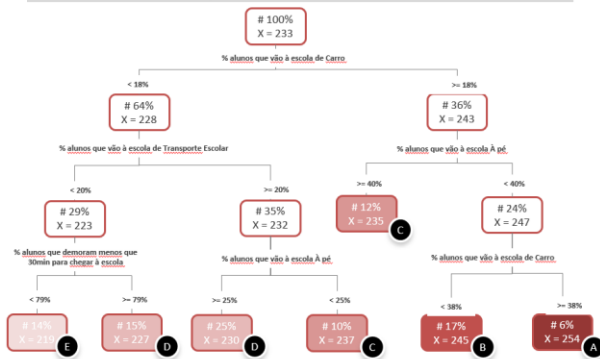 # 100%
X = 233
% alunos que vão à escola de Carro
< 18%
>= 18%
# 64%
X = 228
# 36%
X = 243
% alunos que vão à escola de Transporte Escolar
% alunos que vão à escola À pé
< 20%
>= 20%
>= 40%
< 40%
# 29%
X = 223
# 35%
X = 232
# 12%
X = 235
C
# 24%
X = 247
% alunos que demoram menos que
30min para chegar à escola
% alunos que vão à escola À pé
% alunos que vão à escola de Carro
< 79%
>= 79%
>= 25%
< 25%
< 38%
>= 38%
# 14%
X = 219
E
# 15%
X = 227
D
# 25%
X = 230
D
# 10%
X = 237
C
# 17%
X = 245
B
# 6%
X = 254
A